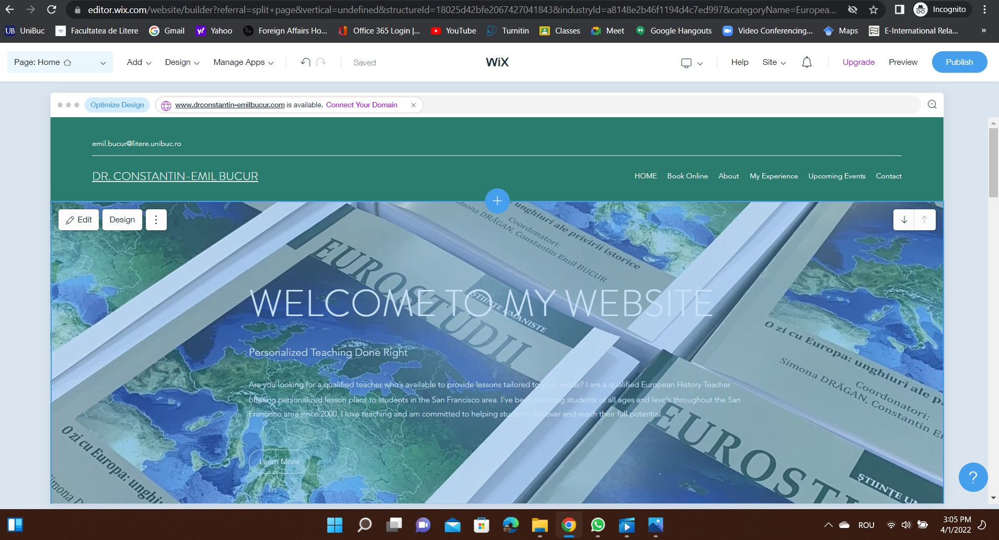 editor.wix.com/website/builder?referral=split+page&vertical=undefined&structureId=18025d42bfe2067427041843&industryId=a8148e2b46f1194d4c7ed997&categoryName=Europea...
Incognito
UB UniBuc Facultatea de Litere Gmail Yahoo Foreign Affairs Ho... Office 365 Login |... YouTube Turnitin Classes Meet Google Hangouts Video Conferencing... Maps E-International Rela... »
Page: Home Add Design Manage Apps Saved WiX Help Site Upgrade Preview Publish
Optimize Design www.drconstantin-emilbucur.com is available. Connect Your Domain
emil.bucur@litere.unibuc.ro
DR. CONSTANTIN-EMIL BUCUR
HOME Book Online About My Experience Upcoming Events Contact
Edit Design
unghiuri ale privirii istorice
Coordonatori:
Simona DRĂGAN, Constantin Emil BUCUR
EUROSTUDII
ȘTIINȚE UMANISTE
WELCOME TO MY WEBSITE
Personalized Teaching Done Right
Are you looking for a qualified teacher who's available to provide lessons tailored to your needs? I am a qualified European History Teacher
offering personalized lesson plans to students in the San Francisco area. I've been teaching students of all ages and levels throughout the San
Francisco area since 2000. I love teaching and am committed to helping students discover and reach their full potential.
Learn More
O zi cu Europa: unghiuri ale p
Coordonatori:
Simona DRĂGAN, Constantin E
EUROSTU
ȘTIINȚE UM
O zi cu Europa: unghi
Simona D
?
ROU
3:05 PM
4/1/2022